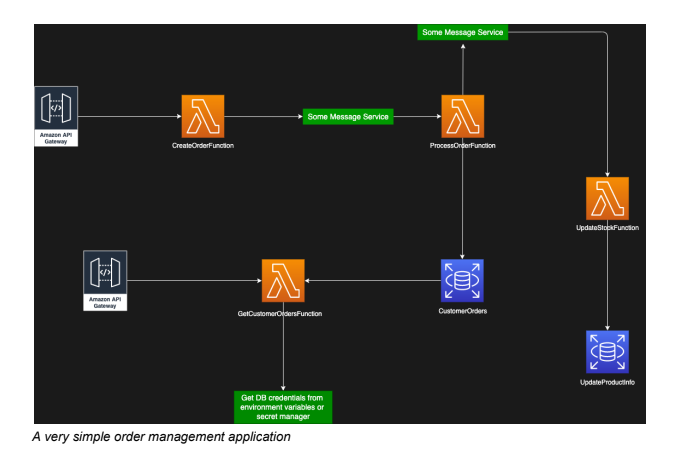 Some Message Service
Amazon API
Gateway
CreateOrderFunction
Some Message Service
ProcessOrderFunction
UpdateStockFunction
Amazon API
Gateway
GetCustomerOrdersFunction
CustomerOrders
UpdateProductInfo
Get DB credentials from
environment variables or
secret manager
A very simple order management application